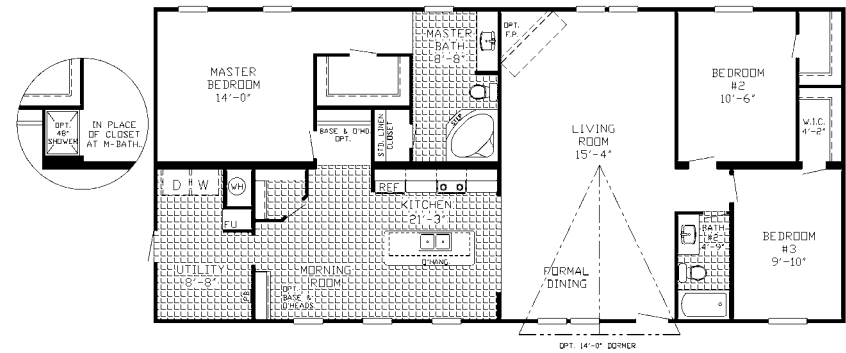 OPT.
48"
SHOWER
IN PLACE
OF CLOSET
AT M-BATH.
MASTER
BEDROOM
14'-0"
MASTER
BATH
8'-8"
OPT.
F.P.
BEDROOM
#2
10'-6"
W.I.C.
4'-2"
LIVING
ROOM
15'-4"
BASE & O'HD.
OPT.
STD. LINEN
CLOSET
STEP
D
W
WH
FU
REF
KITCHEN
21'-3"
O'HANG.
UTILITY
8'-8"
MORNING
ROOM
P.B.
OPT.
BASE &
O'HEADS.
FORMAL
DINING
BATH
#2
4'-9"
BEDROOM
#3
9'-10"
OPT. 14'-0" DORMER